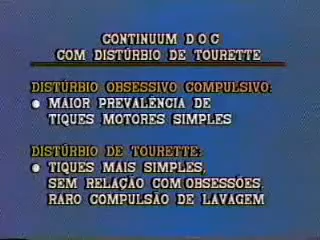 CONTINUUM D O C
COM DISTÚRBIO DE TOURETTE
DISTÚRBIO OBSESSIVO COMPULSIVO:
● MAIOR PREVALÊNCIA DE
TIQUES MOTORES SIMPLES
DISTÚRBIO DE TOURETTE:
● TIQUES MAIS SIMPLES,
SEM RELAÇÃO COM OBSESSÕES.
RARO COMPULSÃO DE LAVAGEM